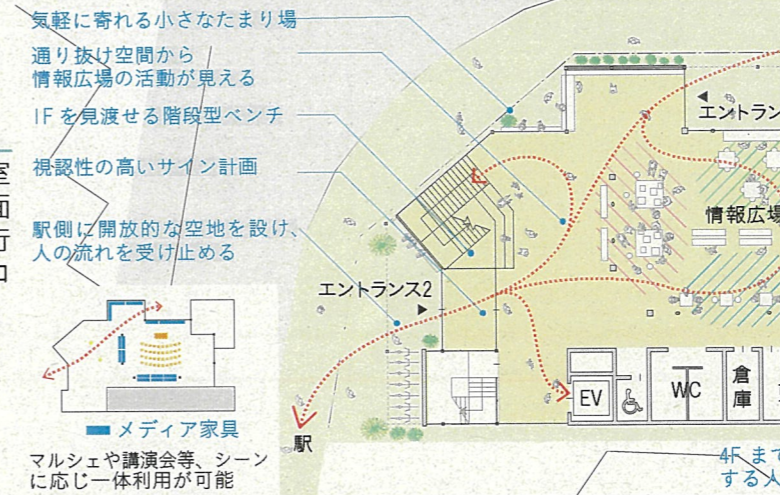 気軽に寄れる小さなたまり場
通り抜け空間から
情報広場の活動が見える
1F を見渡せる階段型ベンチ
視認性の高いサイン計画
駅側に開放的な空地を設け、
人の流れを受け止める
エントラン
情報広場
エントランス2
EV
WC
倉庫
駅
メディア家具
マルシェや講演会等、シーン
に応じ一体利用が可能
4F まで
する人